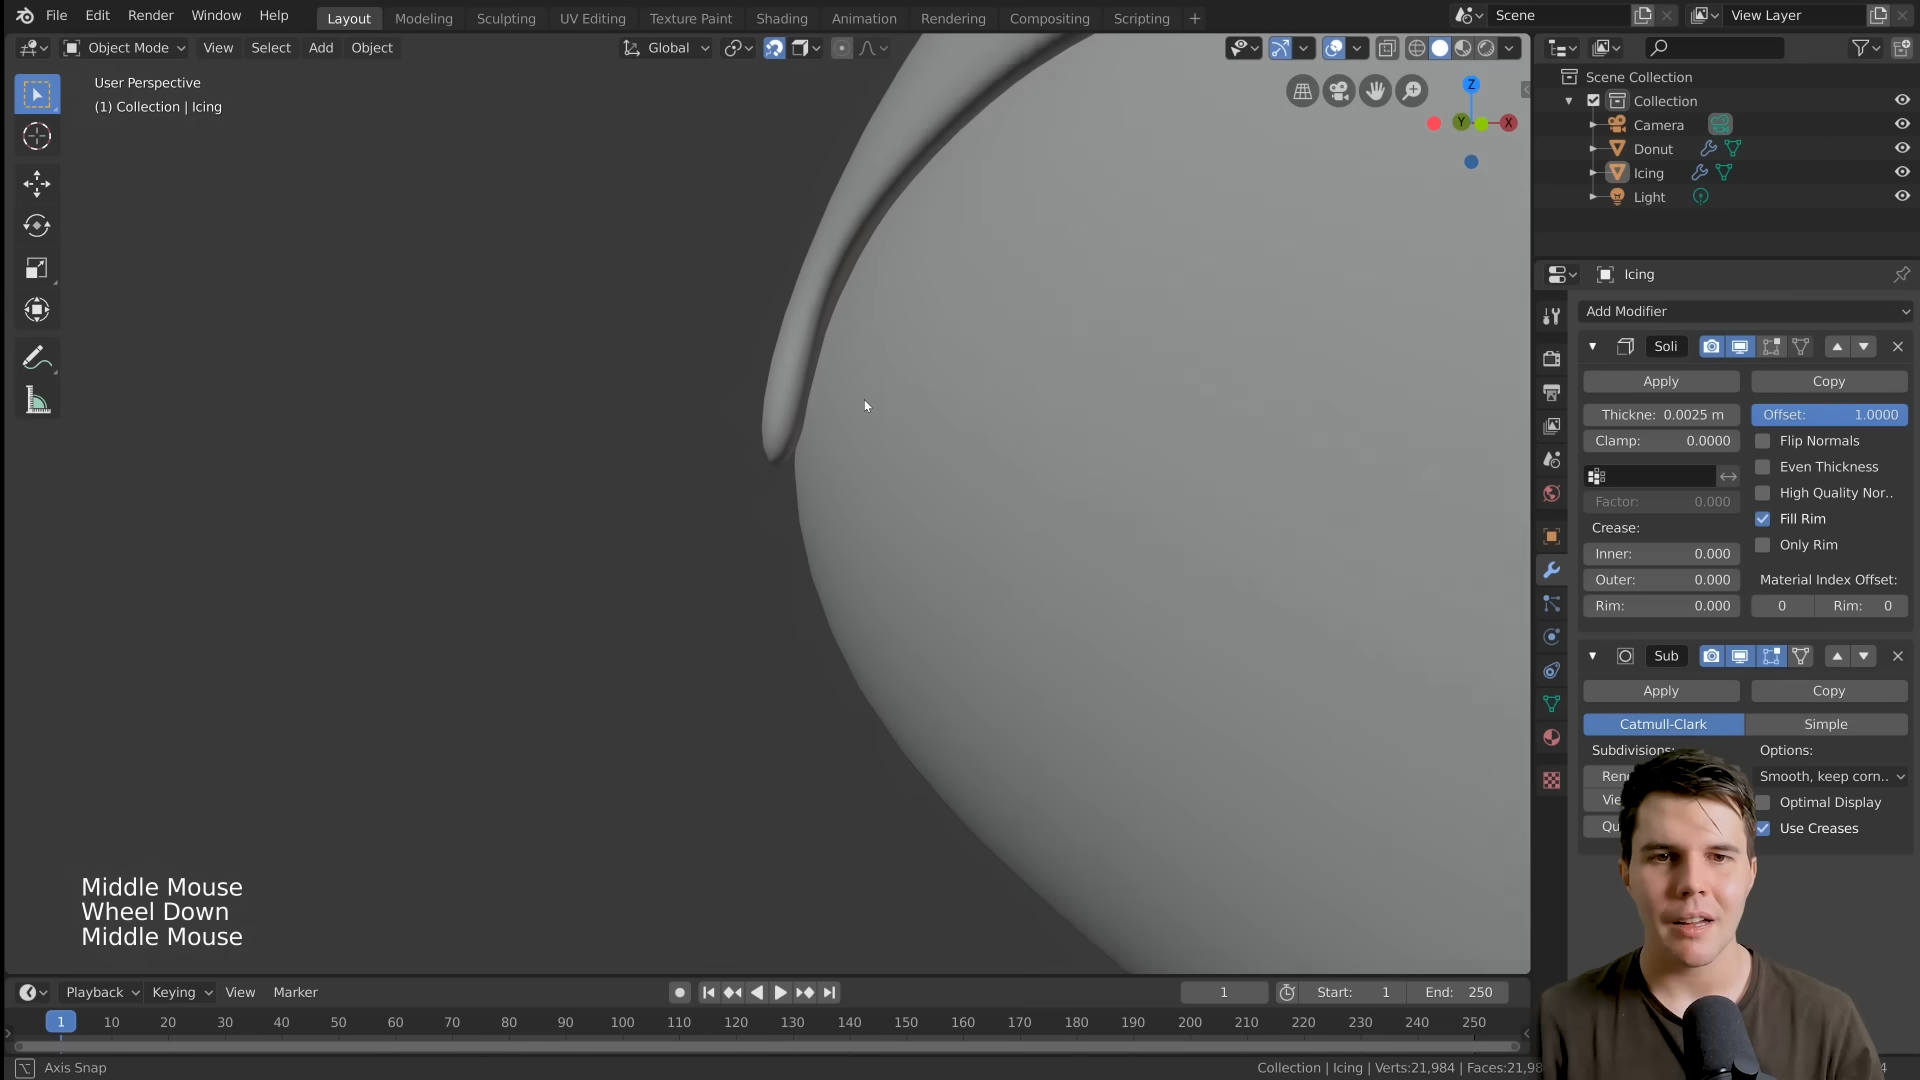 File Edit Render Window Help Layout Modeling Sculpting UV Editing Texture Paint Shading Animation Rendering Compositing Scripting + Scene View Layer
Object Mode View Select Add Object Global
User Perspective
(1) Collection | Icing
Z
Y
X
Scene Collection
Collection
Camera
Donut
Icing
Light
Icing
Add Modifier
Soli
Apply Copy
Thickne: 0.0025 m Offset: 1.0000
Clamp: 0.0000 Flip Normals
Even Thickness
High Quality Nor..
Factor: 0.000 Fill Rim
Crease: Only Rim
Inner: 0.000
Outer: 0.000 Material Index Offset:
Rim: 0.000 0 Rim: 0
Sub
Apply Copy
Catmull-Clark Simple
Subdivisions: Options:
Ren Smooth, keep corn..
Vie Optimal Display
Qu Use Creases
Middle Mouse
Wheel Down
Middle Mouse
Playback Keying View Marker 1 Start: 1 End: 250
1 10 20 30 40 50 60 70 80 90 100 110 120 130 140 150 160 170 180 190 200 210 220 230 240 250
Axis Snap Collection | Icing | Verts:21,984 | Faces:21,98 4